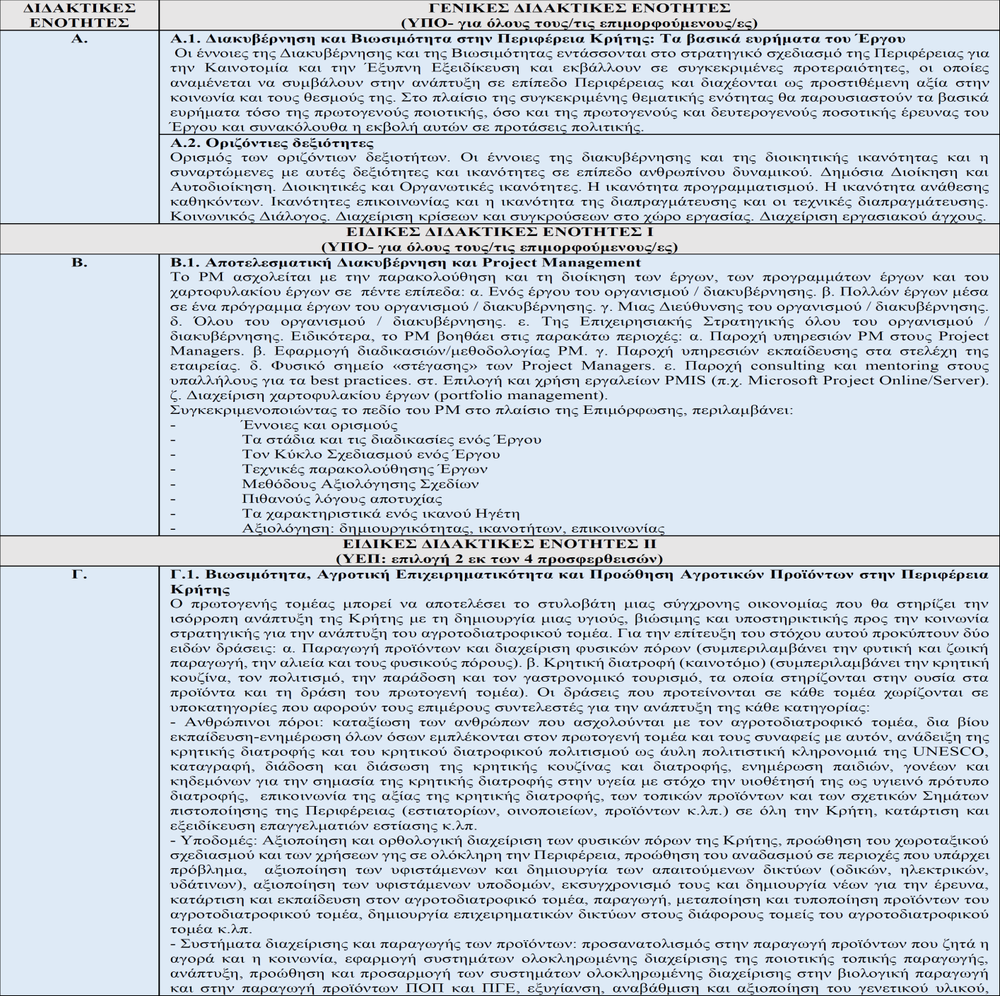 ΔΙΔΑΚΤΙΚΕΣ
ΕΝΟΤΗΤΕΣ
ΓΕΝΙΚΕΣ ΔΙΔΑΚΤΙΚΕΣ ΕΝΟΤΗΤΕΣ
(ΥΠΟ- για όλους τους/τις επιμορφούμενους/ες)
Α.
Α.1. Διακυβέρνηση και Βιωσιμότητα στην Περιφέρεια Κρήτης: Τα βασικά ευρήματα του Έργου
Οι έννοιες της Διακυβέρνησης και της Βιωσιμότητας εντάσσονται στο στρατηγικό σχεδιασμό της Περιφέρειας για
την Καινοτομία και την Έξυπνη Εξειδίκευση και εκβάλλουν σε συγκεκριμένες προτεραιότητες, οι οποίες
αναμένεται να συμβάλουν στην ανάπτυξη σε επίπεδο Περιφέρειας και διαχέονται ως προστιθέμενη αξία στην
κοινωνία και τους θεσμούς της. Στο πλαίσιο της συγκεκριμένης θεματικής ενότητας θα παρουσιαστούν τα βασικά
ευρήματα τόσο της πρωτογενούς ποιοτικής, όσο και της πρωτογενούς και δευτερογενούς ποσοτικής έρευνας του
Έργου και συνακόλουθα η εκβολή αυτών σε προτάσεις πολιτικής.
Α.2. Οριζόντιες δεξιότητες
Ορισμός των οριζόντιων δεξιοτήτων. Οι έννοιες της διακυβέρνησης και της διοικητικής ικανότητας και η
συναρτώμενες με αυτές δεξιότητες και ικανότητες σε επίπεδο ανθρωπίνου δυναμικού. Δημόσια Διοίκηση και
Αυτοδιοίκηση. Διοικητικές και Οργανωτικές ικανότητες. Η ικανότητα προγραμματισμού. Η ικανότητα ανάθεσης
καθηκόντων. Ικανότητες επικοινωνίας και η ικανότητα της διαπραγμάτευσης και οι τεχνικές διαπραγμάτευσης.
Κοινωνικός Διάλογος. Διαχείριση κρίσεων και συγκρούσεων στο χώρο εργασίας. Διαχείριση εργασιακού άγχους.
ΕΙΔΙΚΕΣ ΔΙΔΑΚΤΙΚΕΣ ΕΝΟΤΗΤΕΣ Ι
(ΥΠΟ- για όλους τους/τις επιμορφούμενους/ες)
Β.
Β.1. Αποτελεσματική Διακυβέρνηση και Project Management
Το PM ασχολείται με την παρακολούθηση και τη διοίκηση των έργων, των προγραμμάτων έργων και του
χαρτοφυλακίου έργων σε πέντε επίπεδα: α. Ενός έργου του οργανισμού / διακυβέρνησης. β. Πολλών έργων μέσα
σε ένα πρόγραμμα έργων του οργανισμού / διακυβέρνησης. γ. Μιας Διεύθυνσης του οργανισμού / διακυβέρνησης.
δ. Όλου του οργανισμού / διακυβέρνησης. ε. Της Επιχειρησιακής Στρατηγικής όλου του οργανισμού /
διακυβέρνησης. Ειδικότερα, το PM βοηθάει στις παρακάτω περιοχές: α. Παροχή υπηρεσιών PM στους Project
Managers. β. Εφαρμογή διαδικασιών/μεθοδολογίας PM. γ. Παροχή υπηρεσιών εκπαίδευσης στα στελέχη της
εταιρείας. δ. Φυσικό σημείο «στέγασης» των Project Managers. ε. Παροχή consulting και mentoring στους
υπαλλήλους για τα best practices. στ. Επιλογή και χρήση εργαλείων PMIS (π.χ. Microsoft Project Online/Server).
ζ. Διαχείριση χαρτοφυλακίου έργων (portfolio management).
Συγκεκριμενοποιώντας το πεδίο του PM στο πλαίσιο της Επιμόρφωσης, περιλαμβάνει:
- Έννοιες και ορισμούς
- Τα στάδια και τις διαδικασίες ενός Έργου
- Τον Κύκλο Σχεδιασμού ενός Έργου
- Τεχνικές παρακολούθησης Έργων
- Μεθόδους Αξιολόγησης Σχεδίων
- Πιθανούς λόγους αποτυχίας
- Τα χαρακτηριστικά ενός ικανού Ηγέτη
- Αξιολόγηση: δημιουργικότητας, ικανοτήτων, επικοινωνίας
ΕΙΔΙΚΕΣ ΔΙΔΑΚΤΙΚΕΣ ΕΝΟΤΗΤΕΣ ΙΙ
(ΥΕΠ: επιλογή 2 εκ των 4 προσφερθεισών)
Γ.
Γ.1. Βιωσιμότητα, Αγροτική Επιχειρηματικότητα και Προώθηση Αγροτικών Προϊόντων στην Περιφέρεια
Κρήτης
Ο πρωτογενής τομέας μπορεί να αποτελέσει το στυλοβάτη μιας σύγχρονης οικονομίας που θα στηρίζει την
ισόρροπη ανάπτυξη της Κρήτης με τη δημιουργία μιας υγιούς, βιώσιμης και υποστηρικτικής προς την κοινωνία
στρατηγικής για την ανάπτυξη του αγροτοδιατροφικού τομέα. Για την επίτευξη του στόχου αυτού προκύπτουν δύο
ειδών δράσεις: α. Παραγωγή προϊόντων και διαχείριση φυσικών πόρων (συμπεριλαμβάνει την φυτική και ζωική
παραγωγή, την αλιεία και τους φυσικούς πόρους). β. Κρητική διατροφή (καινοτόμο) (συμπεριλαμβάνει την κρητική
κουζίνα, τον πολιτισμό, την παράδοση και τον γαστρονομικό τουρισμό, τα οποία στηρίζονται στην ουσία στα
προϊόντα και τη δράση του πρωτογενή τομέα). Οι δράσεις που προτείνονται σε κάθε τομέα χωρίζονται σε
υποκατηγορίες που αφορούν τους επιμέρους συντελεστές για την ανάπτυξη της κάθε κατηγορίας:
- Ανθρώπινοι πόροι: καταξίωση των ανθρώπων που ασχολούνται με τον αγροτοδιατροφικό τομέα, δια βίου
εκπαίδευση-ενημέρωση όλων όσων εμπλέκονται στον πρωτογενή τομέα και τους συναφείς με αυτόν, ανάδειξη της
κρητικής διατροφής και του κρητικού διατροφικού πολιτισμού ως άυλη πολιτιστική κληρονομιά της UNESCO,
καταγραφή, διάδοση και διάσωση της κρητικής κουζίνας και διατροφής, ενημέρωση παιδιών, γονέων και
κηδεμόνων για την σημασία της κρητικής διατροφής στην υγεία με στόχο την υιοθέτησή της ως υγιεινό πρότυπο
διατροφής, επικοινωνία της αξίας της κρητικής διατροφής, των τοπικών προϊόντων και των σχετικών Σημάτων
πιστοποίησης της Περιφέρειας (εστιατορίων, οινοποιείων, προϊόντων κ.λπ.) σε όλη την Κρήτη, κατάρτιση και
εξειδίκευση επαγγελματιών εστίασης κ.λπ.
- Υποδομές: Αξιοποίηση και ορθολογική διαχείριση των φυσικών πόρων της Κρήτης, προώθηση του χωροταξικού
σχεδιασμού και των χρήσεων γης σε ολόκληρη την Περιφέρεια, προώθηση του αναδασμού σε περιοχές που υπάρχει
πρόβλημα, αξιοποίηση των υφιστάμενων και δημιουργία των απαιτούμενων δικτύων (οδικών, ηλεκτρικών,
υδάτινων), αξιοποίηση των υφιστάμενων υποδομών, εκσυγχρονισμό τους και δημιουργία νέων για την έρευνα,
κατάρτιση και εκπαίδευση στον αγροτοδιατροφικό τομέα, παραγωγή, μεταποίηση και τυποποίηση προϊόντων του
αγροτοδιατροφικού τομέα, δημιουργία επιχειρηματικών δικτύων στους διάφορους τομείς του αγροτοδιατροφικού
τομέα κ.λπ.
- Συστήματα διαχείρισης και παραγωγής των προϊόντων: προσανατολισμός στην παραγωγή προϊόντων που ζητά η
αγορά και η κοινωνία, εφαρμογή συστημάτων ολοκληρωμένης διαχείρισης της ποιοτικής τοπικής παραγωγής,
ανάπτυξη, προώθηση και προσαρμογή των συστημάτων ολοκληρωμένης διαχείρισης στην βιολογική παραγωγή
και στην παραγωγή προϊόντων ΠΟΠ και ΠΓΕ, εξυγίανση, αναβάθμιση και αξιοποίηση του γενετικού υλικού,